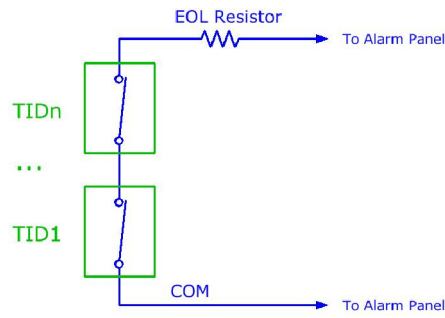 EOL Resistor
To Alarm Panel
TIDn
...
TID1
COM
To Alarm Panel